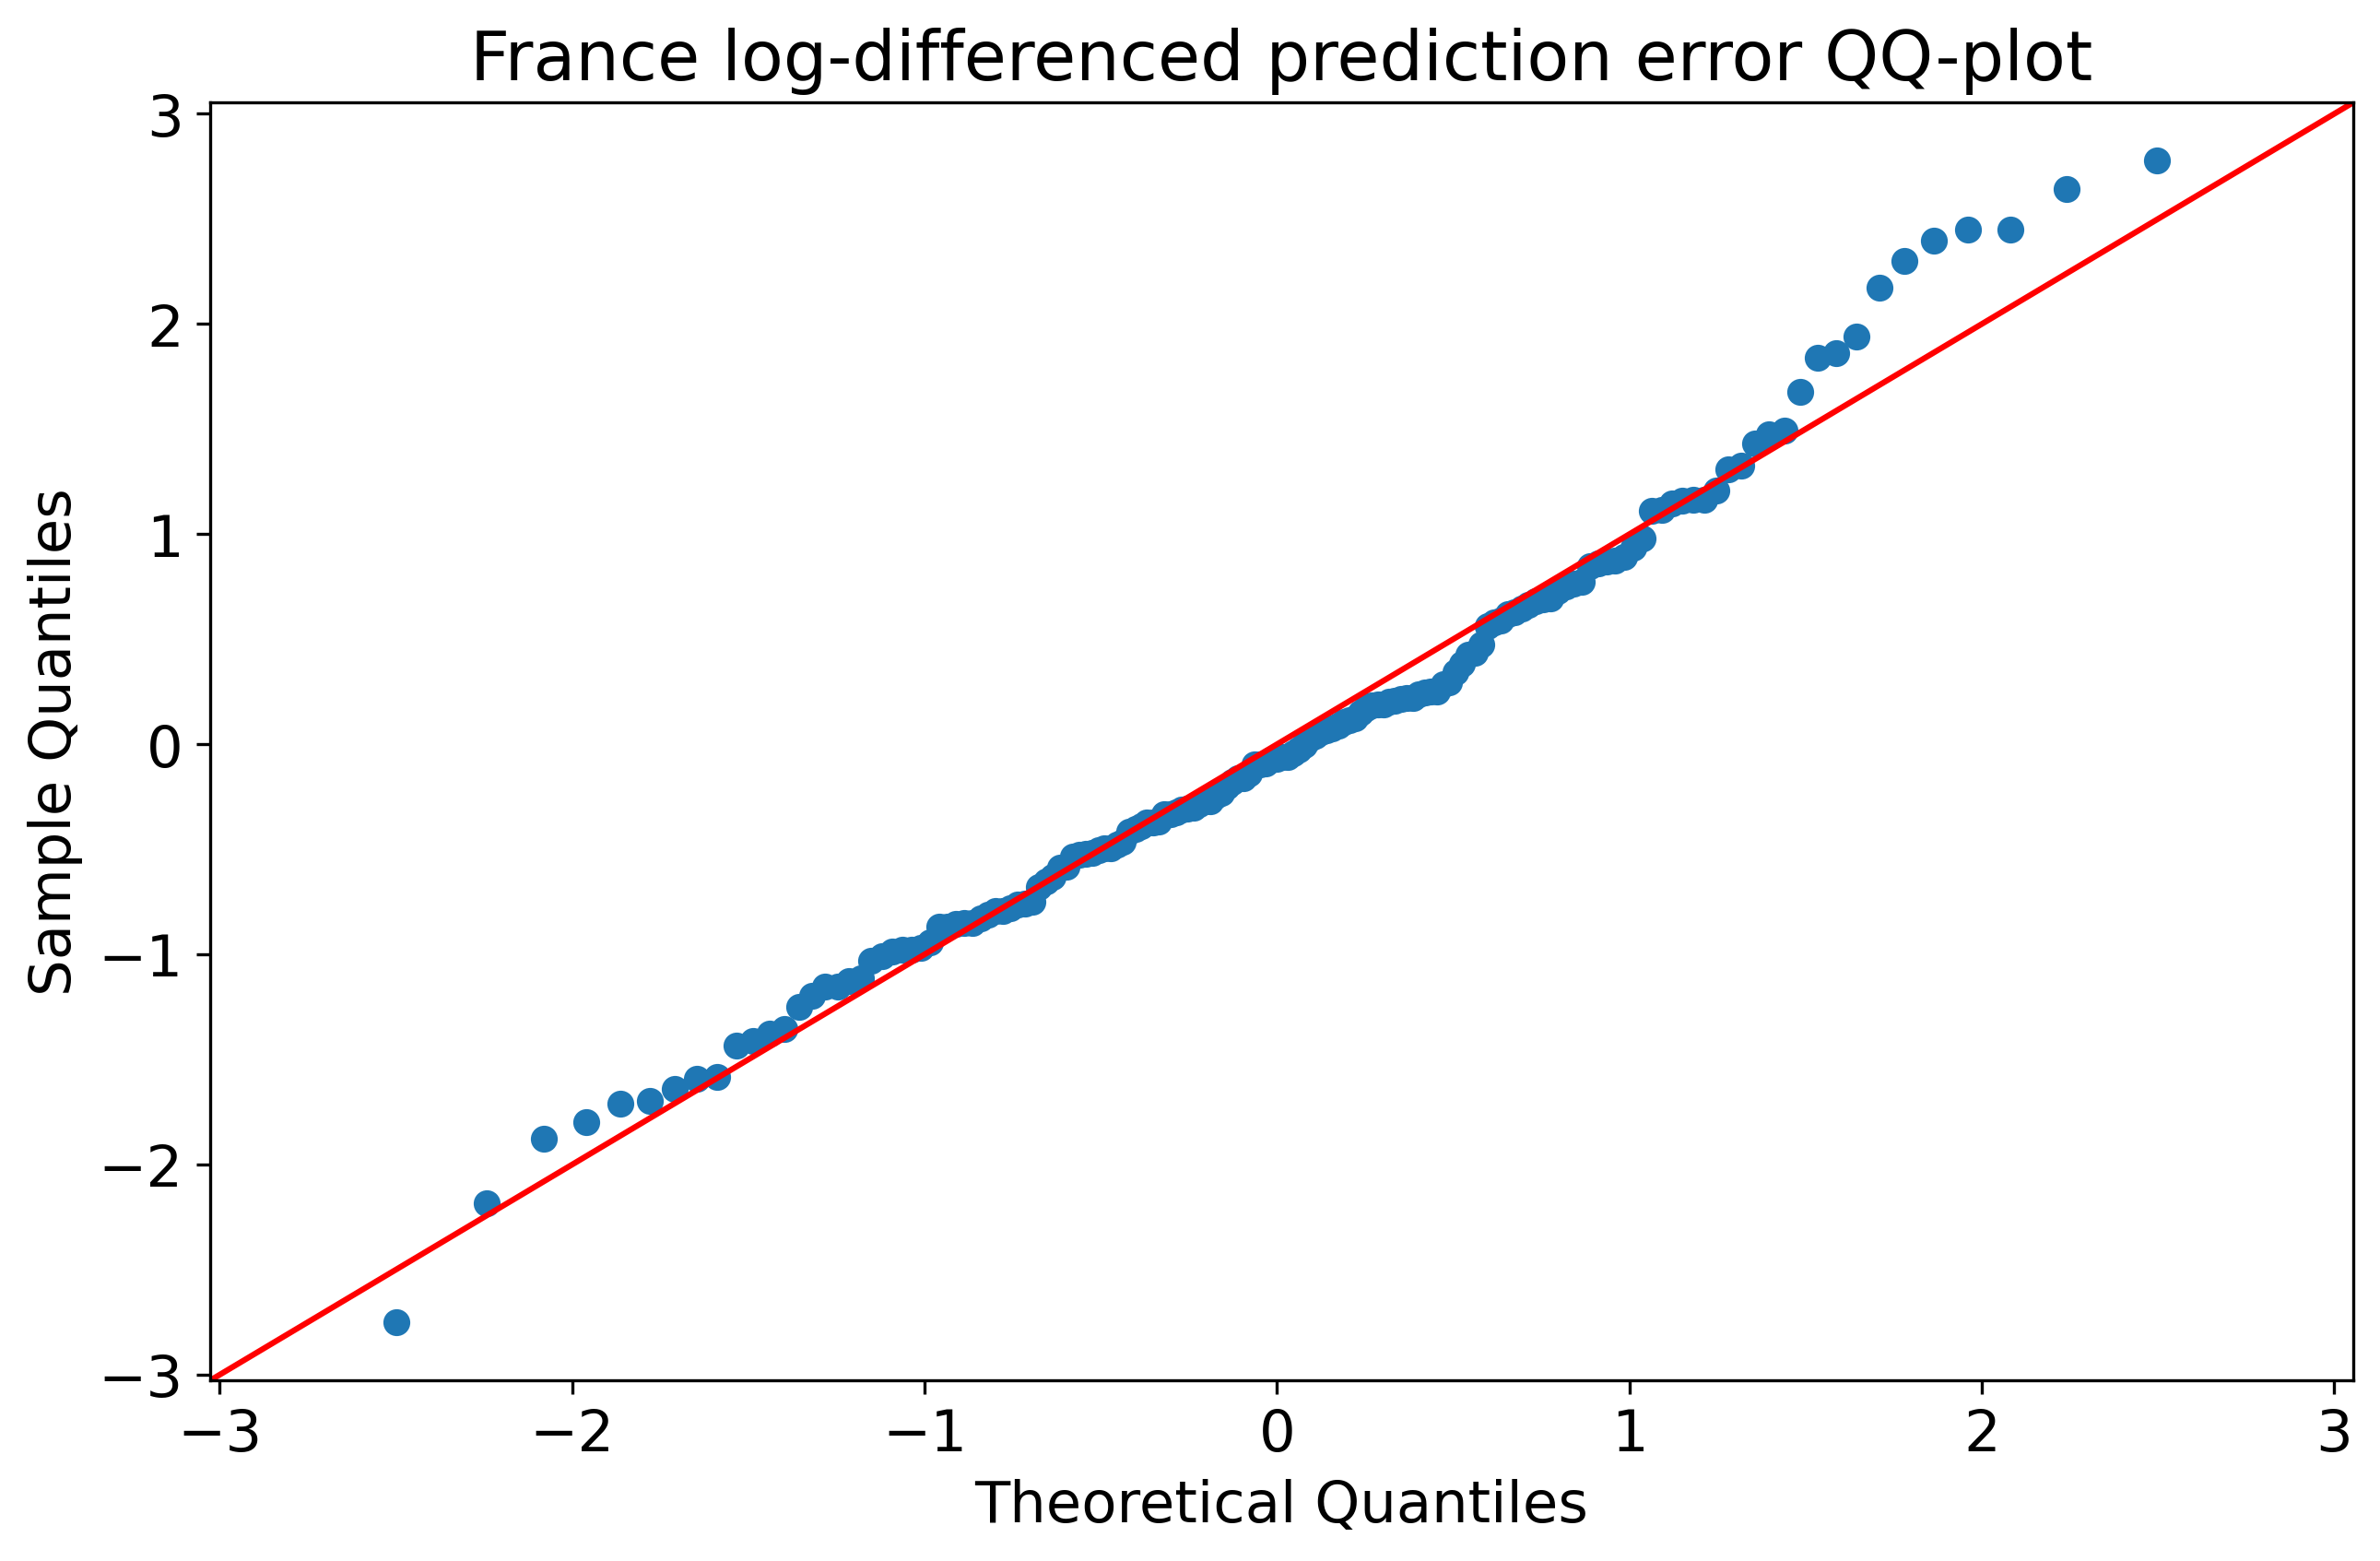 France log-differenced prediction error QQ-plot
3
2
1
0
−1
−2
−3
Sample Quantiles
−3 −2 −1 0 1 2 3
Theoretical Quantiles